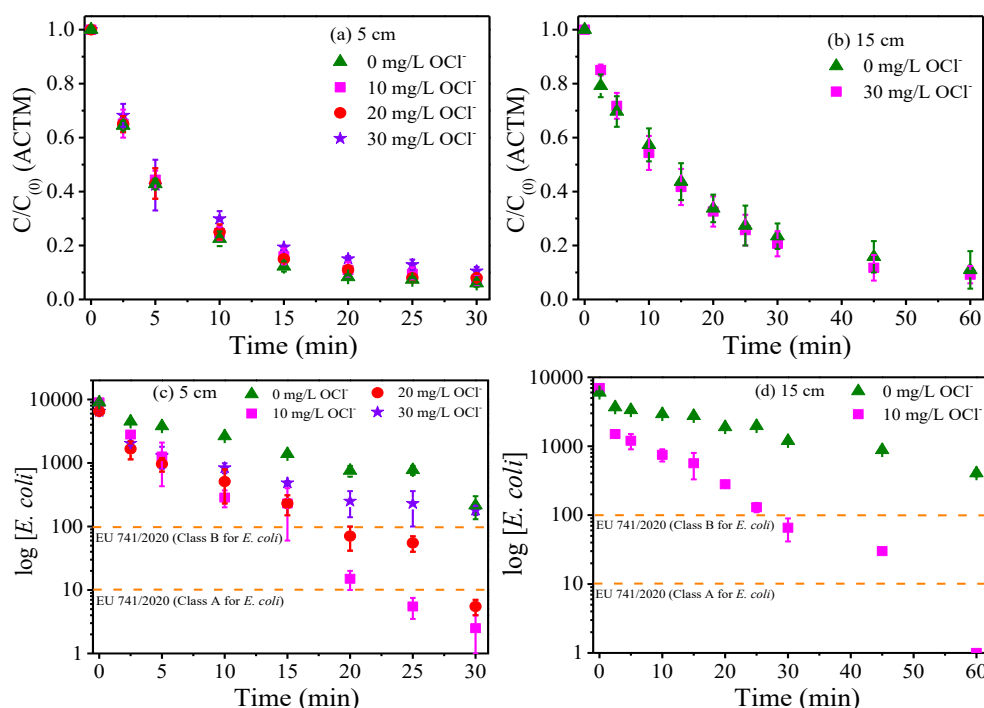 (a) 5 cm
0 mg/L OCl⁻
10 mg/L OCl⁻
20 mg/L OCl⁻
30 mg/L OCl⁻
C/C₍₀₎ (ACTM)
1.0
0.8
0.6
0.4
0.2
0.0
0 5 10 15 20 25 30
Time (min)
(b) 15 cm
0 mg/L OCl⁻
30 mg/L OCl⁻
C/C₍₀₎ (ACTM)
1.0
0.8
0.6
0.4
0.2
0.0
0 10 20 30 40 50 60
Time (min)
(c) 5 cm
0 mg/L OCl⁻ 20 mg/L OCl⁻
10 mg/L OCl⁻ 30 mg/L OCl⁻
log [E. coli]
10000
1000
100
EU 741/2020 (Class B for E. coli)
10
EU 741/2020 (Class A for E. coli)
1
0 5 10 15 20 25 30
Time (min)
(d) 15 cm
0 mg/L OCl⁻
10 mg/L OCl⁻
log [E. coli]
10000
1000
100
EU 741/2020 (Class B for E. coli)
10
EU 741/2020 (Class A for E. coli)
1
0 10 20 30 40 50 60
Time (min)